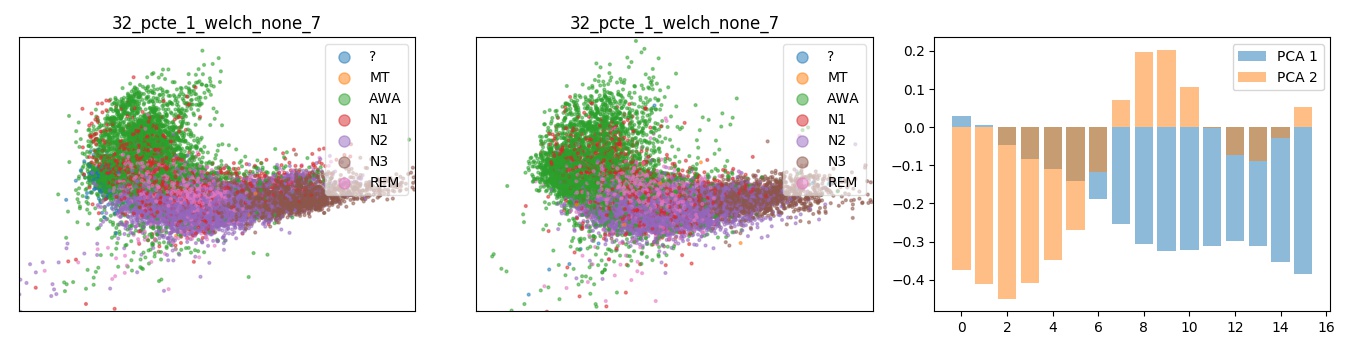 32_pcte_1_welch_none_7
?
MT
AWA
N1
N2
N3
REM
32_pcte_1_welch_none_7
?
MT
AWA
N1
N2
N3
REM
PCA 1
PCA 2
0.2
0.1
0.0
−0.1
−0.2
−0.3
−0.4
0 2 4 6 8 10 12 14 16